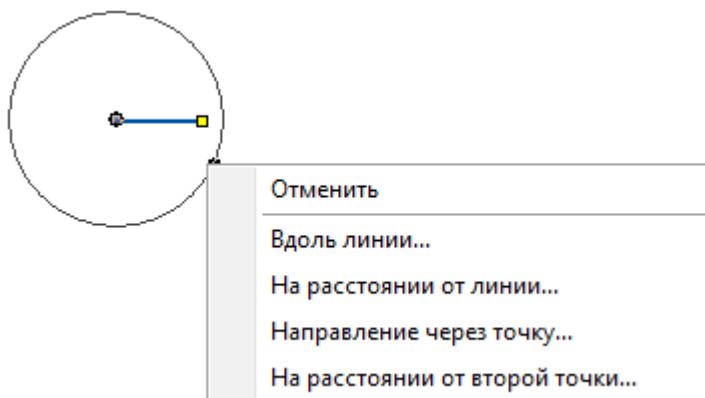 Отменить
Вдоль линии...
На расстоянии от линии...
Направление через точку...
На расстоянии от второй точки...